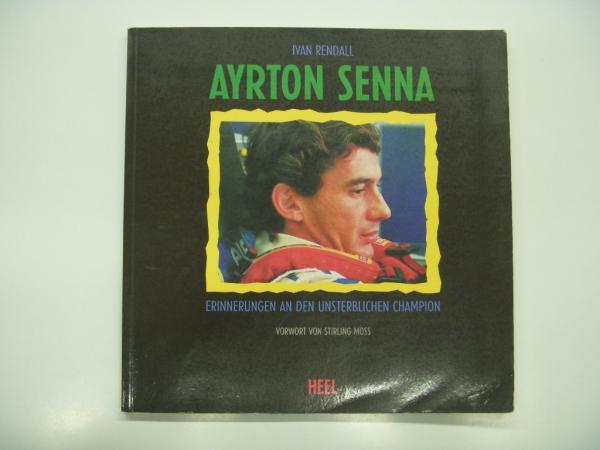 IVAN RENDALL
AYRTON SENNA
ERINNERUNGEN AN DEN UNSTERBLICHEN CHAMPION
VORWORT VON STIRLING MOSS
HEEL